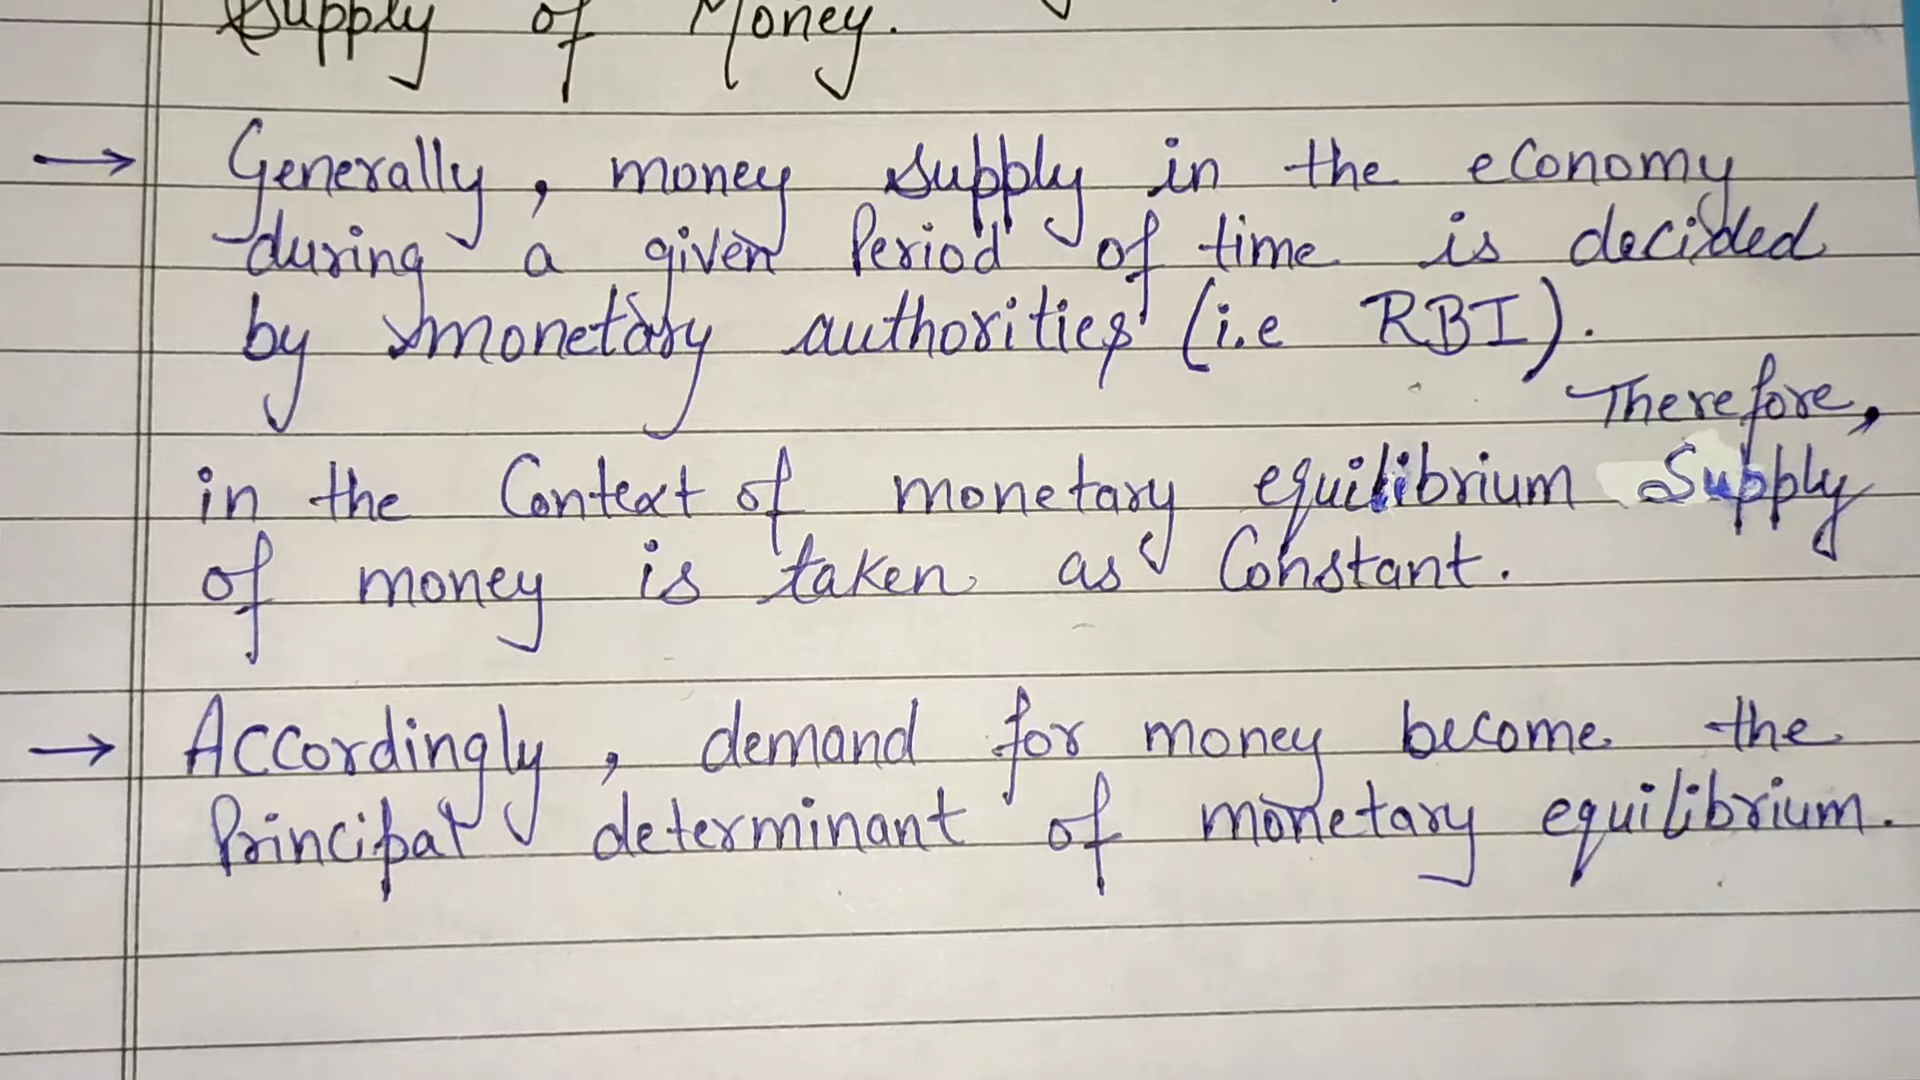 Supply of Money.
→ Generally, money supply in the economy
during a given Period of time is decided
by monetary authorities (i.e RBI).
Therefore,
in the Context of monetary equilibrium Supply
of money is taken as Constant.
→ Accordingly, demand for money become the
Principal determinant of monetary equilibrium.